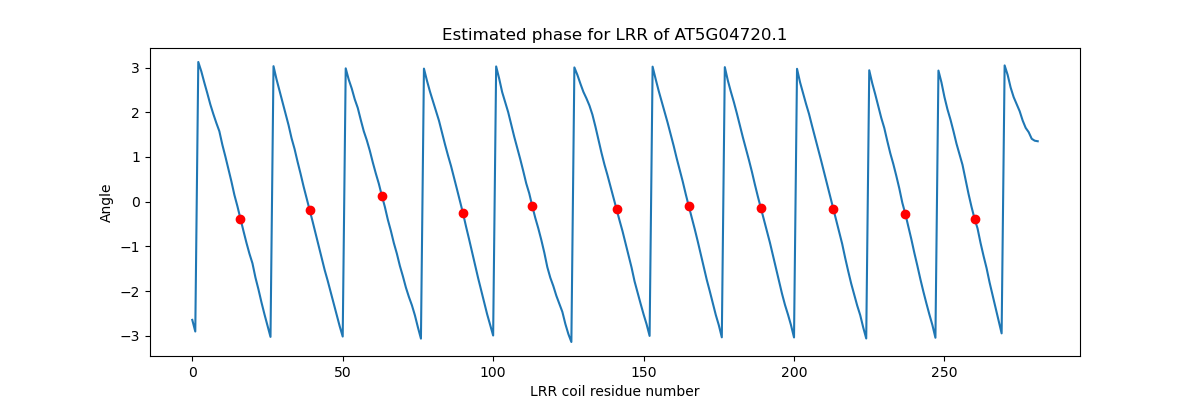 Estimated phase for LRR of AT5G04720.1
3
2
1
0
−1
−2
−3
Angle
0 50 100 150 200 250
LRR coil residue number